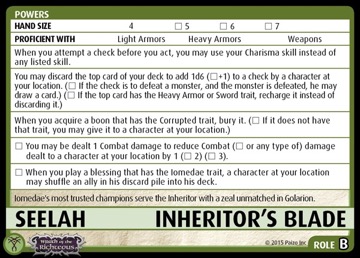 POWERS
HAND SIZE 4 ☐ 5 ☐ 6 ☐ 7
PROFICIENT WITH Light Armors Heavy Armors Weapons
When you attempt a check before you act, you may use your Charisma skill instead of
any listed skill.
You may discard the top card of your deck to add 1d6 (☐+1) to a check by a character
at your location. (☐ If the check is to defeat a monster, and the monster is defeated, he may
draw a card.) (☐ If the top card has the Heavy Armor or Sword trait, recharge it instead of
discarding it.)
When you acquire a boon that has the Corrupted trait, bury it. (☐ If it does not have
that trait, you may give it to a character at your location.)
☐ You may be dealt 1 Combat damage to reduce Combat (☐ or any type of) damage
dealt to a character at your location by 1 (☐ 2) (☐ 3).
☐ When you play a blessing that has the Iomedae trait, a character at your location
may shuffle an ally in his discard pile into his deck.
Iomedae's most trusted champions serve the Inheritor with a zeal unmatched in Golarion.
SEELAH INHERITOR'S BLADE
Wrath of the
Righteous
© 2015 Paizo Inc.
ROLE B